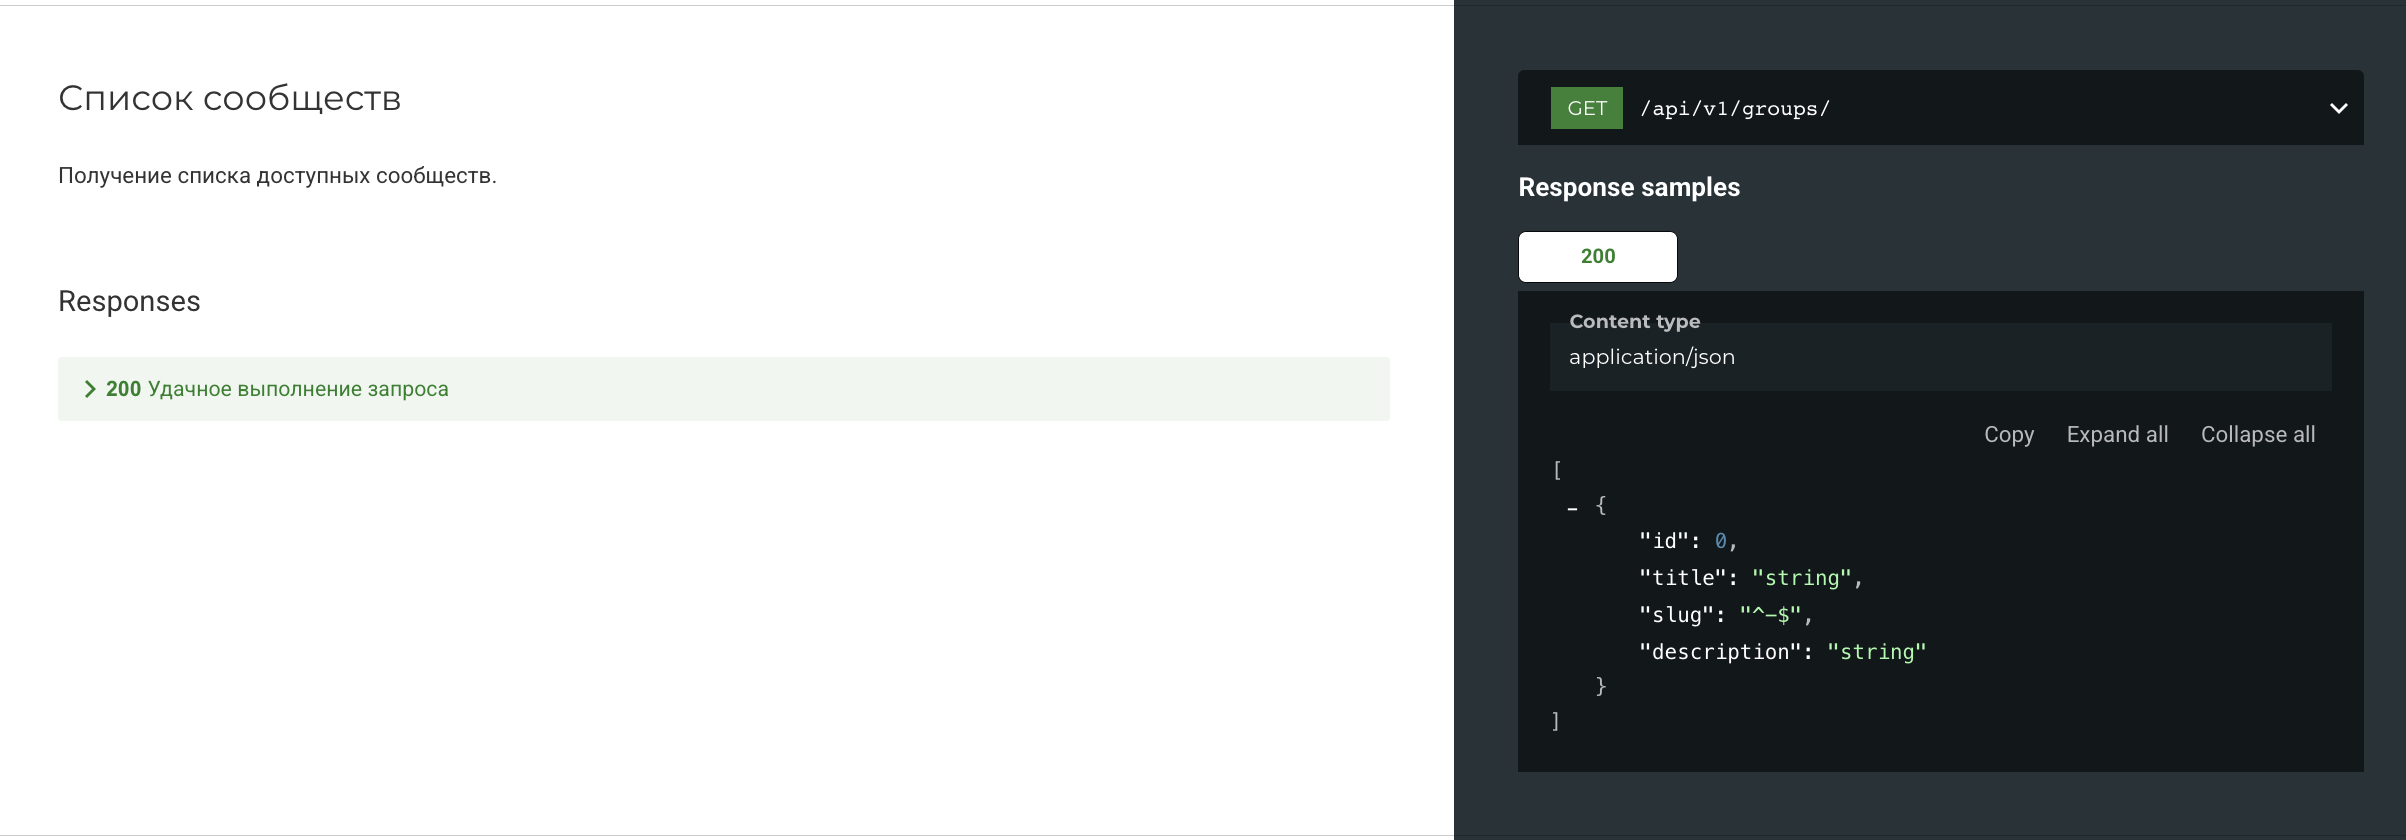 Список сообществ
Получение списка доступных сообществ.
Responses
200 Удачное выполнение запроса
GET /api/v1/groups/
Response samples
200
Content type
application/json
Copy Expand all Collapse all
[
- {
"id": 0,
"title": "string",
"slug": "^-$",
"description": "string"
}
]